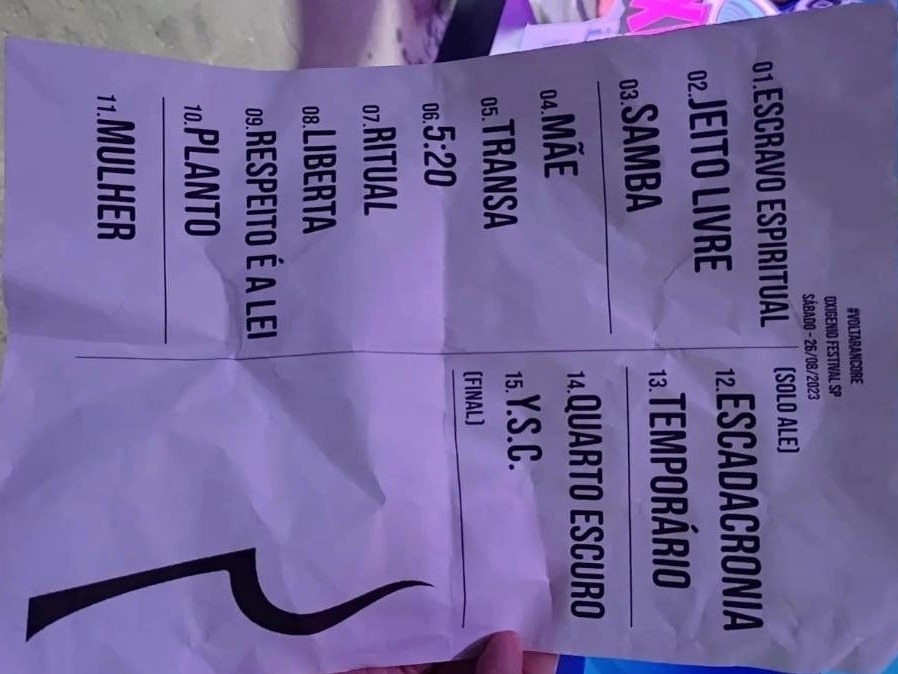 #VOLTARANCORE
OXIGENIO FESTIVAL SP
SÁBADO - 26/08/2023
01.ESCRAVO ESPIRITUAL
02.JEITO LIVRE
03.SAMBA
04.MÃE
05.TRANSA
06.5:20
07.RITUAL
08.LIBERTA
09.RESPEITO É A LEI
10.PLANTO
11.MULHER
(SOLO ALE)
12.ESCADACRONIA
13.TEMPORÁRIO
14.QUARTO ESCURO
15.Y.S.C.
(FINAL)